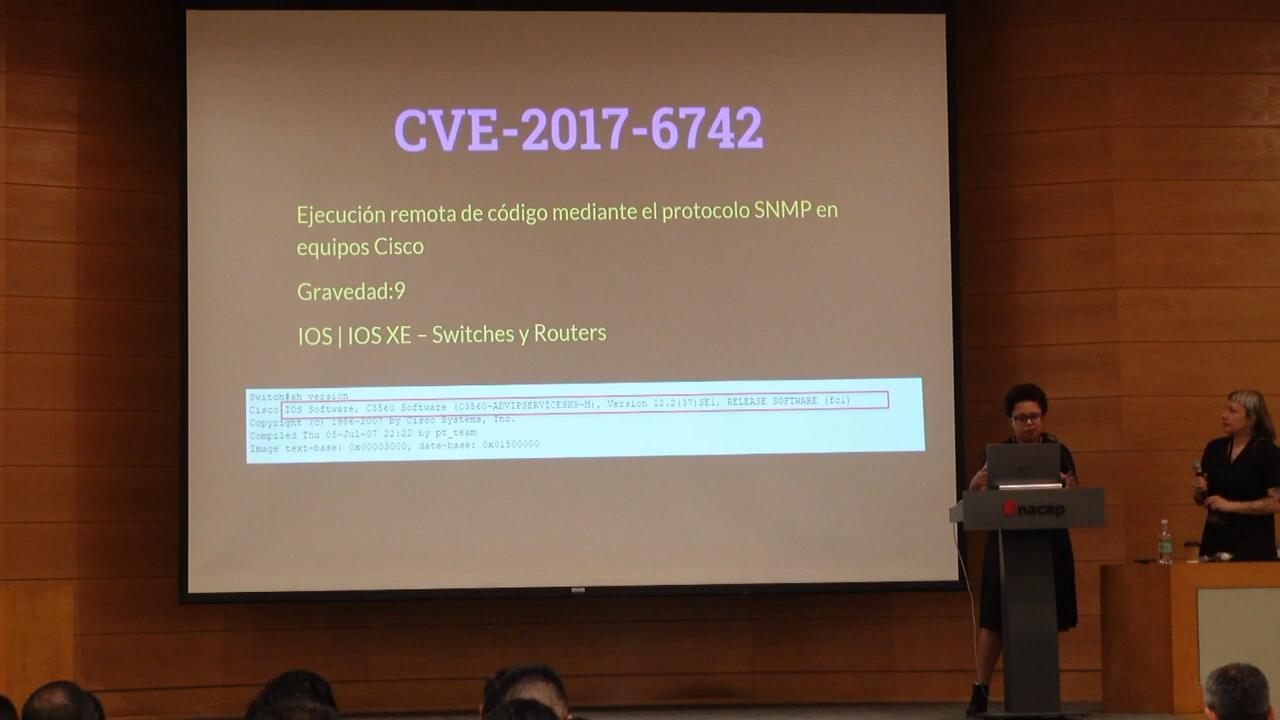 CVE-2017-6742
Ejecución remota de código mediante el protocolo SNMP en
equipos Cisco
Gravedad:9
IOS | IOS XE – Switches y Routers
Switch#sh version
Cisco IOS Software, C3560 Software (C3560-ADVIPSERVICESK9-M), Version 12.2(37)SE1, RELEASE SOFTWARE (fc1)
Copyright (c) 1986-2007 by Cisco Systems, Inc.
Compiled Thu 05-Jul-07 22:22 by pt_team
Image text-base: 0x00003000, data-base: 0x01500000
inacap